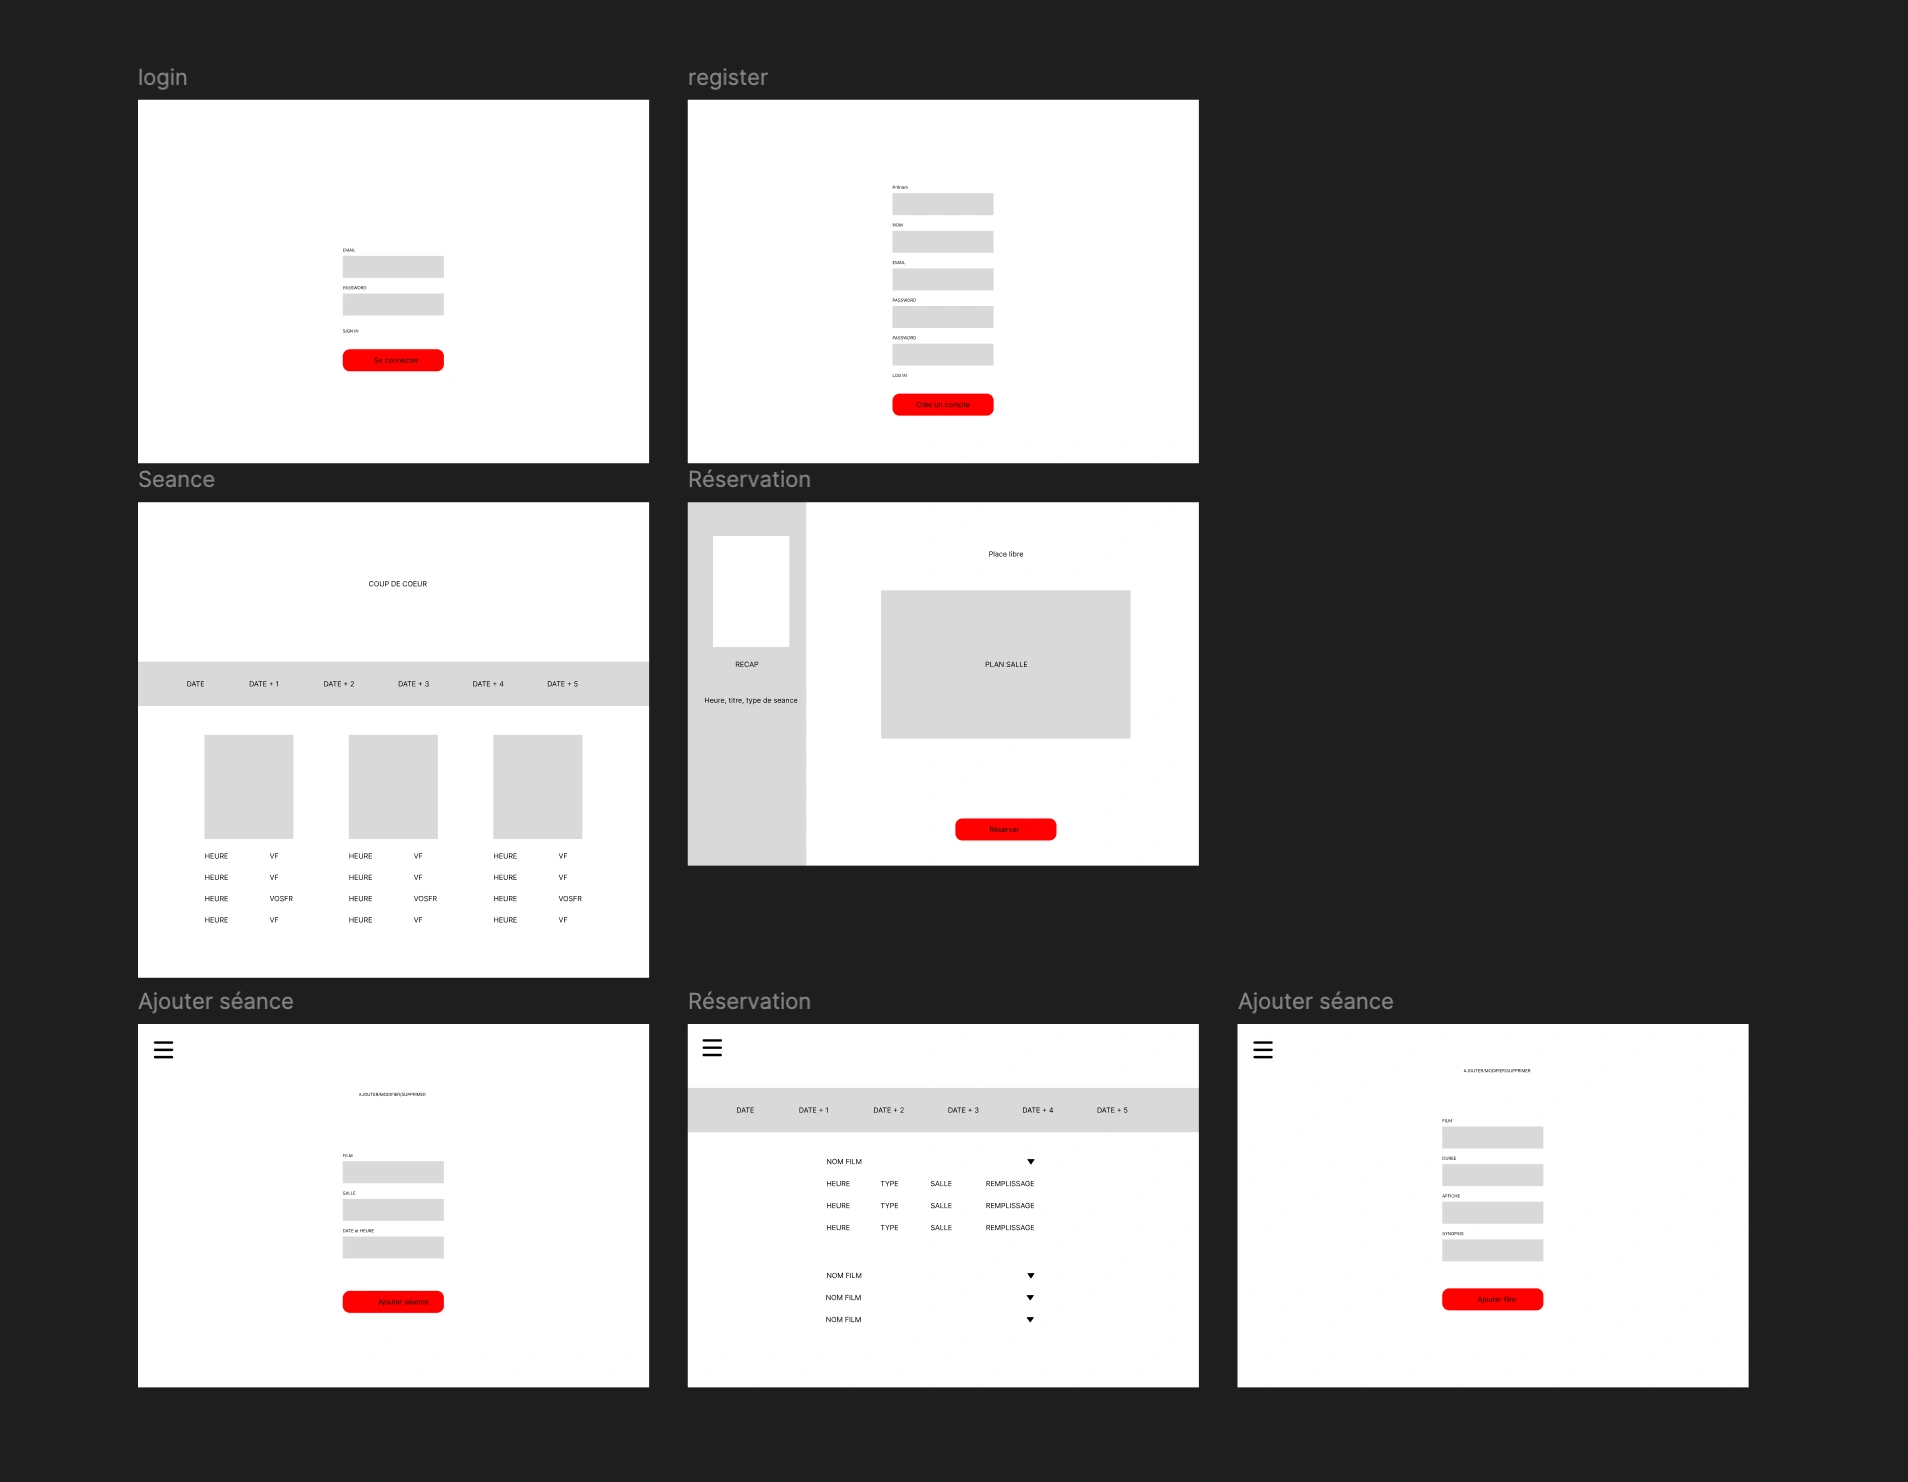 login
EMAIL
PASSWORD
SIGN IN
Se connecter
register
Prénom
NOM
EMAIL
PASSWORD
PASSWORD
LOG IN
Crée un compte
Seance
COUP DE COEUR
DATE DATE + 1 DATE + 2 DATE + 3 DATE + 4 DATE + 5
HEURE VF HEURE VF HEURE VF
HEURE VF HEURE VF HEURE VF
HEURE VOSFR HEURE VOSFR HEURE VOSFR
HEURE VF HEURE VF HEURE VF
Réservation
RECAP
Heure, titre, type de seance
Place libre
PLAN SALLE
Réserver
Ajouter séance
AJOUTER/MODIFIER/SUPPRIMER
FILM
SALLE
DATE et HEURE
Ajouter séance
Réservation
DATE DATE + 1 DATE + 2 DATE + 3 DATE + 4 DATE + 5
NOM FILM
HEURE TYPE SALLE REMPLISSAGE
HEURE TYPE SALLE REMPLISSAGE
HEURE TYPE SALLE REMPLISSAGE
NOM FILM
NOM FILM
NOM FILM
Ajouter séance
AJOUTER/MODIFIER/SUPPRIMER
FILM
DUREE
AFFICHE
SYNOPSIS
Ajouter film